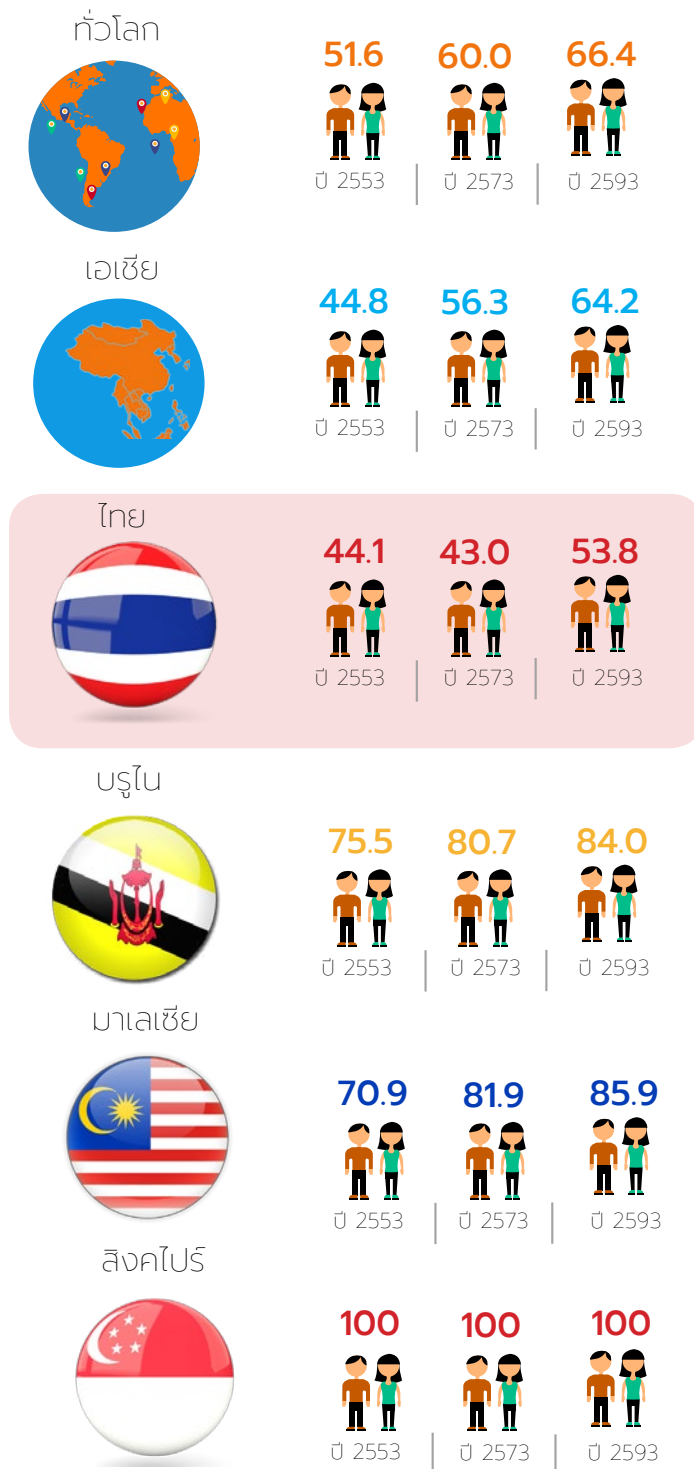 ทั่วโลก
51.6 60.0 66.4
ปี 2553 ปี 2573 ปี 2593
เอเชีย
44.8 56.3 64.2
ปี 2553 ปี 2573 ปี 2593
ไทย
44.1 43.0 53.8
ปี 2553 ปี 2573 ปี 2593
บรูไน
75.5 80.7 84.0
ปี 2553 ปี 2573 ปี 2593
มาเลเซีย
70.9 81.9 85.9
ปี 2553 ปี 2573 ปี 2593
สิงคไปร์
100 100 100
ปี 2553 ปี 2573 ปี 2593